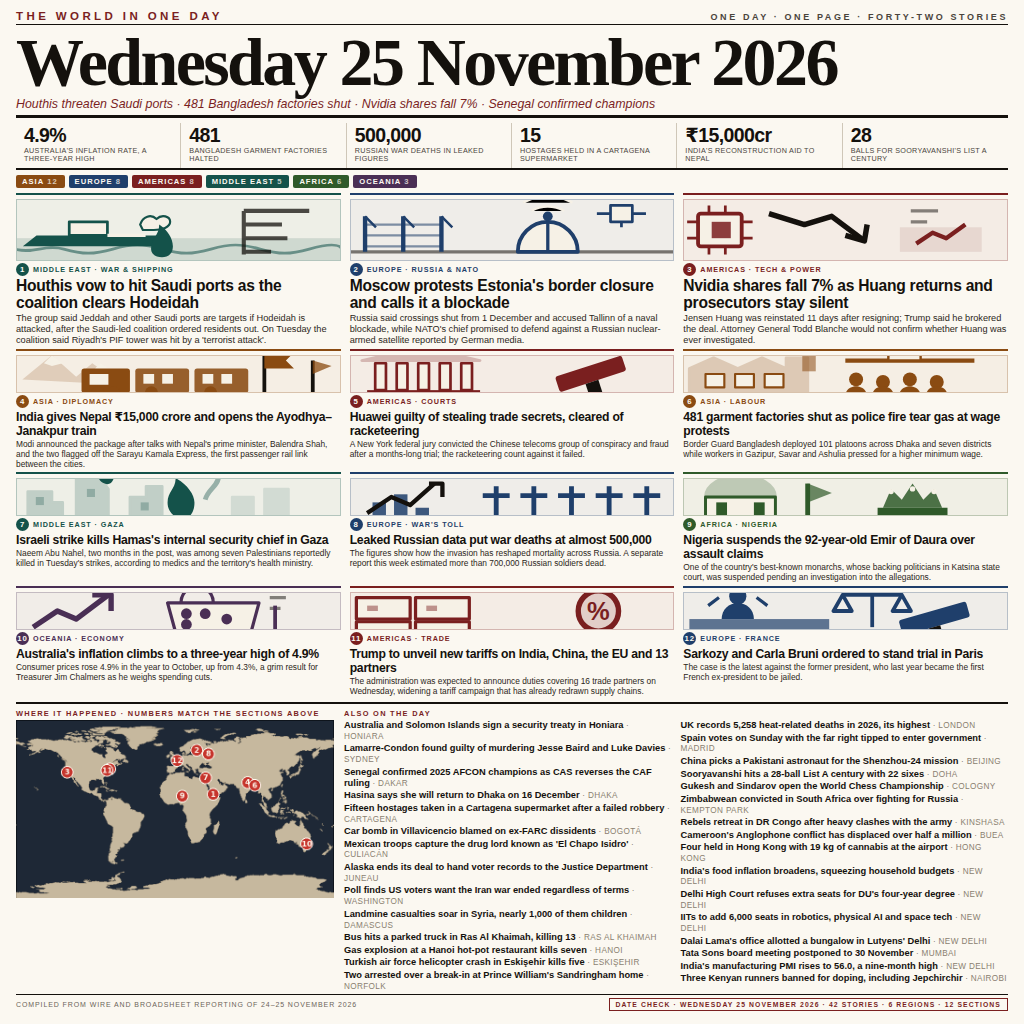 THE WORLD IN ONE DAY
ONE DAY · ONE PAGE · FORTY-TWO STORIES
Wednesday 25 November 2026
Houthis threaten Saudi ports · 481 Bangladesh factories shut · Nvidia shares fall 7% · Senegal confirmed champions
4.9%
AUSTRALIA'S INFLATION RATE, A
THREE-YEAR HIGH
481
BANGLADESH GARMENT FACTORIES
HALTED
500,000
RUSSIAN WAR DEATHS IN LEAKED
FIGURES
15
HOSTAGES HELD IN A CARTAGENA
SUPERMARKET
₹15,000cr
INDIA'S RECONSTRUCTION AID TO
NEPAL
28
BALLS FOR SOORYAVANSHI'S LIST A
CENTURY
ASIA 12
EUROPE 8
AMERICAS 8
MIDDLE EAST 5
AFRICA 6
OCEANIA 3
1 MIDDLE EAST · WAR & SHIPPING
Houthis vow to hit Saudi ports as the
coalition clears Hodeidah
The group said Jeddah and other Saudi ports are targets if Hodeidah is
attacked, after the Saudi-led coalition ordered residents out. On Tuesday the
coalition said Riyadh's PIF tower was hit by a 'terrorist attack'.
2 EUROPE · RUSSIA & NATO
Moscow protests Estonia's border closure
and calls it a blockade
Russia said crossings shut from 1 December and accused Tallinn of a naval
blockade, while NATO's chief promised to defend against a Russian nuclear-
armed satellite reported by German media.
3 AMERICAS · TECH & POWER
Nvidia shares fall 7% as Huang returns and
prosecutors stay silent
Jensen Huang was reinstated 11 days after resigning; Trump said he brokered
the deal. Attorney General Todd Blanche would not confirm whether Huang was
ever investigated.
4 ASIA · DIPLOMACY
India gives Nepal ₹15,000 crore and opens the Ayodhya–
Janakpur train
Modi announced the package after talks with Nepal's prime minister, Balendra Shah,
and the two flagged off the Sarayu Kamala Express, the first passenger rail link
between the cities.
5 AMERICAS · COURTS
Huawei guilty of stealing trade secrets, cleared of
racketeering
A New York federal jury convicted the Chinese telecoms group of conspiracy and fraud
after a months-long trial; the racketeering count against it failed.
6 ASIA · LABOUR
481 garment factories shut as police fire tear gas at wage
protests
Border Guard Bangladesh deployed 101 platoons across Dhaka and seven districts
while workers in Gazipur, Savar and Ashulia pressed for a higher minimum wage.
7 MIDDLE EAST · GAZA
Israeli strike kills Hamas's internal security chief in Gaza
Naeem Abu Nahel, two months in the post, was among seven Palestinians reportedly
killed in Tuesday's strikes, according to medics and the territory's health ministry.
8 EUROPE · WAR'S TOLL
Leaked Russian data put war deaths at almost 500,000
The figures show how the invasion has reshaped mortality across Russia. A separate
report this week estimated more than 700,000 Russian soldiers dead.
9 AFRICA · NIGERIA
Nigeria suspends the 92-year-old Emir of Daura over
assault claims
One of the country's best-known monarchs, whose backing politicians in Katsina state
court, was suspended pending an investigation into the allegations.
10 OCEANIA · ECONOMY
Australia's inflation climbs to a three-year high of 4.9%
Consumer prices rose 4.9% in the year to October, up from 4.3%, a grim result for
Treasurer Jim Chalmers as he weighs spending cuts.
%
11 AMERICAS · TRADE
Trump to unveil new tariffs on India, China, the EU and 13
partners
The administration was expected to announce duties covering 16 trade partners on
Wednesday, widening a tariff campaign that has already redrawn supply chains.
12 EUROPE · FRANCE
Sarkozy and Carla Bruni ordered to stand trial in Paris
The case is the latest against the former president, who last year became the first
French ex-president to be jailed.
WHERE IT HAPPENED · NUMBERS MATCH THE SECTIONS ABOVE
3
11
12
2
8
7
1
9
4
6
10
ALSO ON THE DAY
Australia and Solomon Islands sign a security treaty in Honiara ·
HONIARA
Lamarre-Condon found guilty of murdering Jesse Baird and Luke Davies ·
SYDNEY
Senegal confirmed 2025 AFCON champions as CAS reverses the CAF
ruling · DAKAR
Hasina says she will return to Dhaka on 16 December · DHAKA
Fifteen hostages taken in a Cartagena supermarket after a failed robbery ·
CARTAGENA
Car bomb in Villavicencio blamed on ex-FARC dissidents · BOGOTÁ
Mexican troops capture the drug lord known as 'El Chapo Isidro' ·
CULIACÁN
Alaska ends its deal to hand voter records to the Justice Department ·
JUNEAU
Poll finds US voters want the Iran war ended regardless of terms ·
WASHINGTON
Landmine casualties soar in Syria, nearly 1,000 of them children ·
DAMASCUS
Bus hits a parked truck in Ras Al Khaimah, killing 13 · RAS AL KHAIMAH
Gas explosion at a Hanoi hot-pot restaurant kills seven · HANOI
Turkish air force helicopter crash in Eskişehir kills five · ESKIŞEHIR
Two arrested over a break-in at Prince William's Sandringham home ·
NORFOLK
UK records 5,258 heat-related deaths in 2026, its highest · LONDON
Spain votes on Sunday with the far right tipped to enter government ·
MADRID
China picks a Pakistani astronaut for the Shenzhou-24 mission · BEIJING
Sooryavanshi hits a 28-ball List A century with 22 sixes · DOHA
Gukesh and Sindarov open the World Chess Championship · COLOGNY
Zimbabwean convicted in South Africa over fighting for Russia ·
KEMPTON PARK
Rebels retreat in DR Congo after heavy clashes with the army · KINSHASA
Cameroon's Anglophone conflict has displaced over half a million · BUEA
Four held in Hong Kong with 19 kg of cannabis at the airport · HONG
KONG
India's food inflation broadens, squeezing household budgets · NEW
DELHI
Delhi High Court refuses extra seats for DU's four-year degree · NEW
DELHI
IITs to add 6,000 seats in robotics, physical AI and space tech · NEW
DELHI
Dalai Lama's office allotted a bungalow in Lutyens' Delhi · NEW DELHI
Tata Sons board meeting postponed to 30 November · MUMBAI
India's manufacturing PMI rises to 56.0, a nine-month high · NEW DELHI
Three Kenyan runners banned for doping, including Jepchirchir · NAIROBI
COMPILED FROM WIRE AND BROADSHEET REPORTING OF 24–25 NOVEMBER 2026
DATE CHECK · WEDNESDAY 25 NOVEMBER 2026 · 42 STORIES · 6 REGIONS · 12 SECTIONS